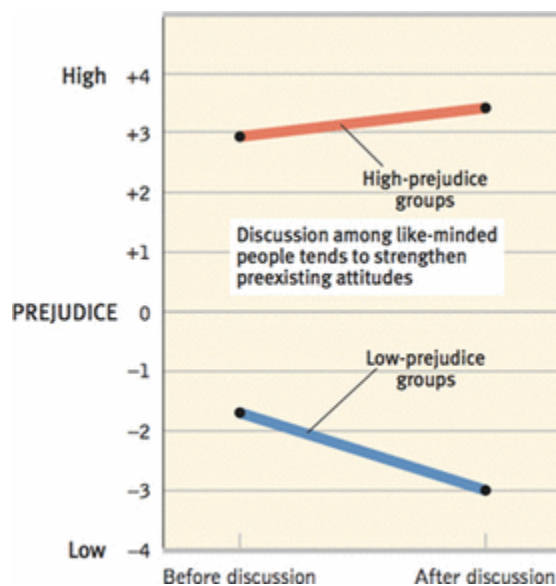 High +4
+3
High-prejudice
groups
+2
Discussion among like-minded
people tends to strengthen
preexisting attitudes
+1
PREJUDICE 0
Low-prejudice
groups
−1
−2
−3
Low −4
Before discussion After discussion